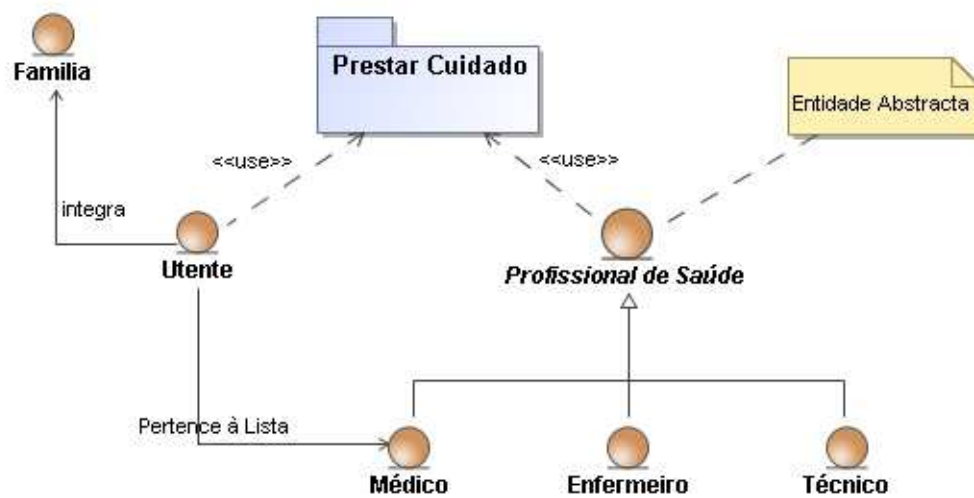 Familia
Prestar Cuidado
Entidade Abstracta
<<use>>
<<use>>
integra
Utente
Profissional de Saúde
Pertence à Lista
Médico
Enfermeiro
Técnico